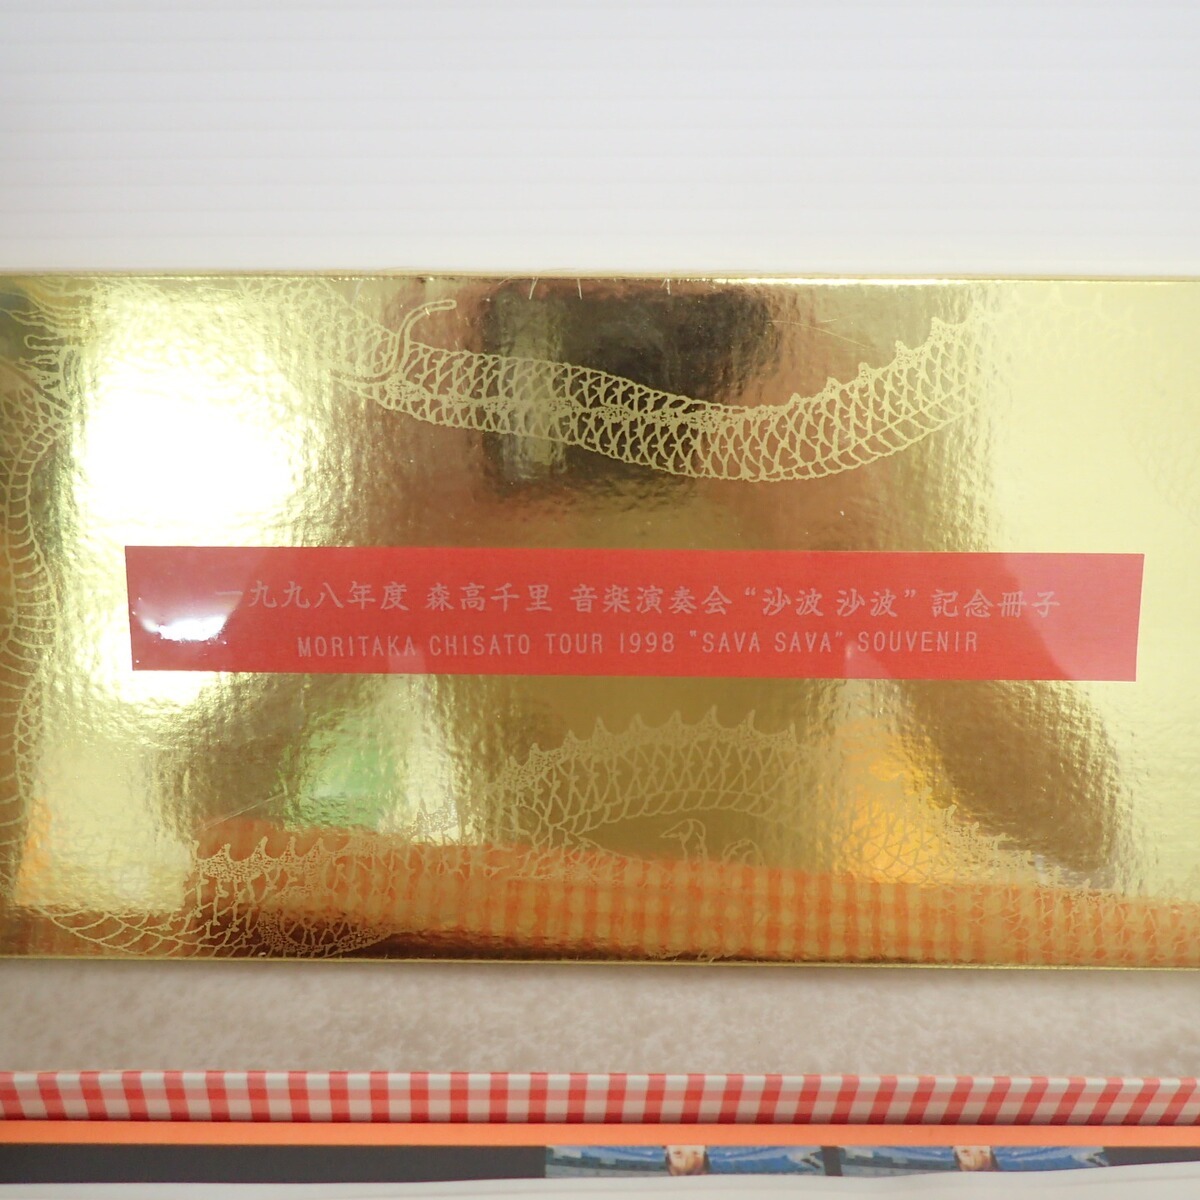 一九九八年度 森高千里 音楽演奏会 “沙波 沙波” 記念冊子
MORITAKA CHISATO TOUR 1998 "SAVA SAVA" SOUVENIR